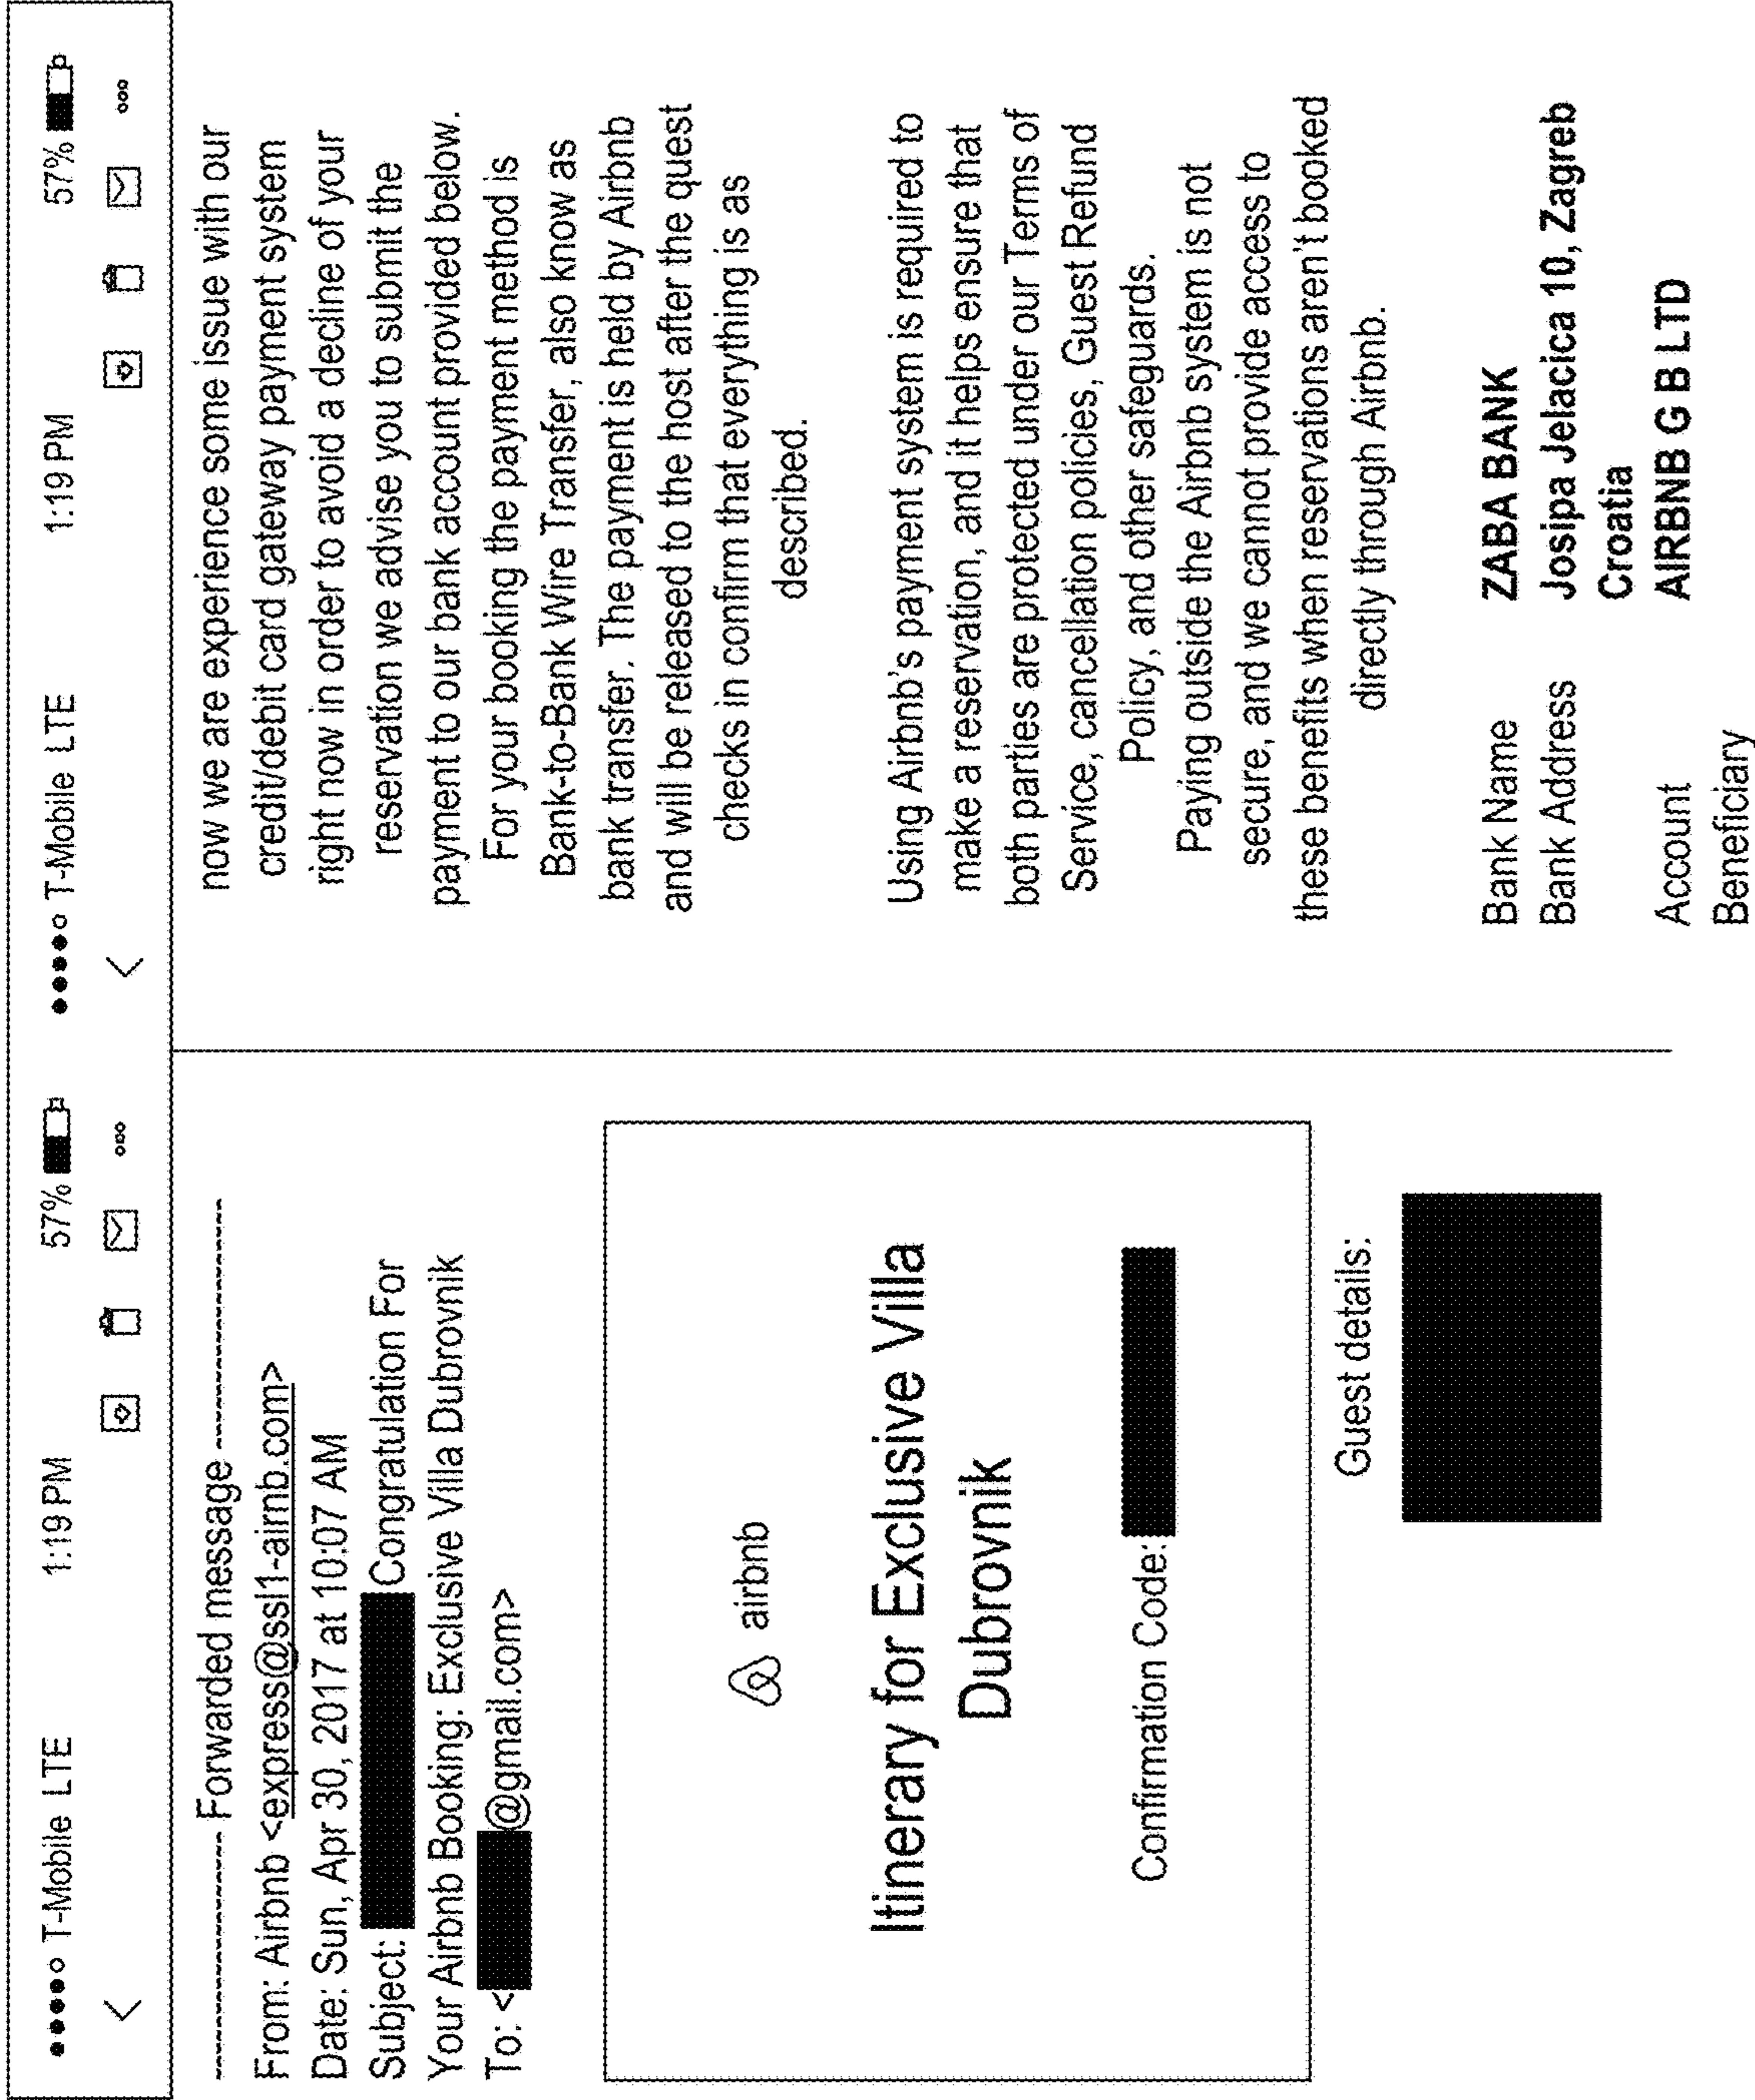 ●●●●○ T-Mobile LTE 1:19 PM 57%
---------- Forwarded message ----------
From: Airbnb <express@ssl1-airnb.com>
Date: Sun, Apr 30, 2017 at 10:07 AM
Subject: Congratulation For
Your Airbnb Booking: Exclusive Villa Dubrovnik
To: < @gmail.com>
airbnb
Itinerary for Exclusive Villa
Dubrovnik
Confirmation Code:
Guest details:
●●●●○ T-Mobile LTE 1:19 PM 57%
now we are experience some issue with our
credit/debit card gateway payment system
right now in order to avoid a decline of your
reservation we advise you to submit the
payment to our bank account provided below.
For your booking the payment method is
Bank-to-Bank Wire Transfer, also know as
bank transfer. The payment is held by Airbnb
and will be released to the host after the quest
checks in confirm that everything is as
described.
Using Airbnb's payment system is required to
make a reservation, and it helps ensure that
both parties are protected under our Terms of
Service, cancellation policies, Guest Refund
Policy, and other safeguards.
Paying outside the Airbnb system is not
secure, and we cannot provide access to
these benefits when reservations aren't booked
directly through Airbnb.
Bank Name ZABA BANK
Bank Address Josipa Jelacica 10, Zagreb
Croatia
Account AIRBNB G B LTD
Beneficiary